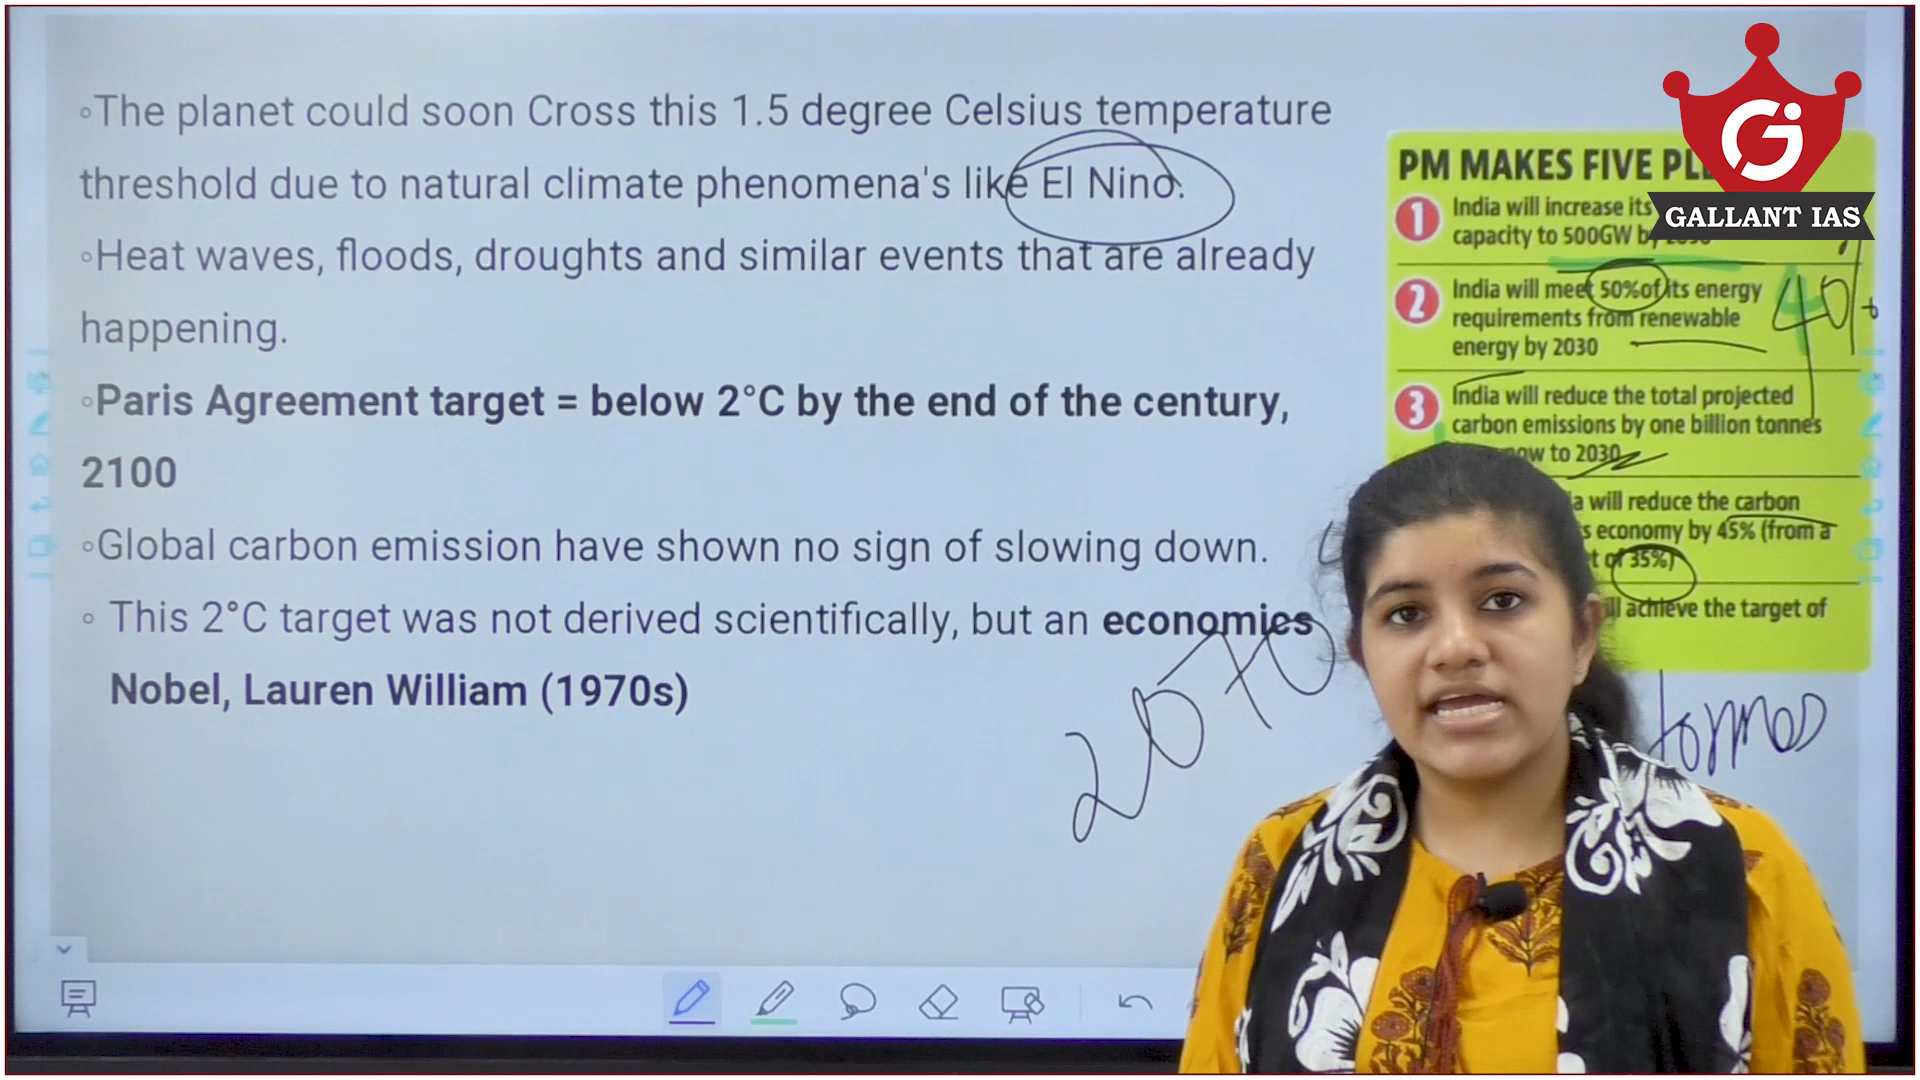 ◦The planet could soon Cross this 1.5 degree Celsius temperature
threshold due to natural climate phenomena's like El Nino.
◦Heat waves, floods, droughts and similar events that are already
happening.
◦Paris Agreement target = below 2°C by the end of the century,
2100
◦Global carbon emission have shown no sign of slowing down.
◦ This 2°C target was not derived scientifically, but an economics
Nobel, Lauren William (1970s)
2070
PM MAKES FIVE
1 India will increase its
capacity to 500GW by
2 India will meet 50%of its energy
requirements from renewable
energy by 2030
40%
3 India will reduce the total projected
carbon emissions by one billion tonnes
now to 2030
will reduce the carbon
economy by 45% (from a
of 35%)
achieve the target of
tonnes
GALLANT IAS